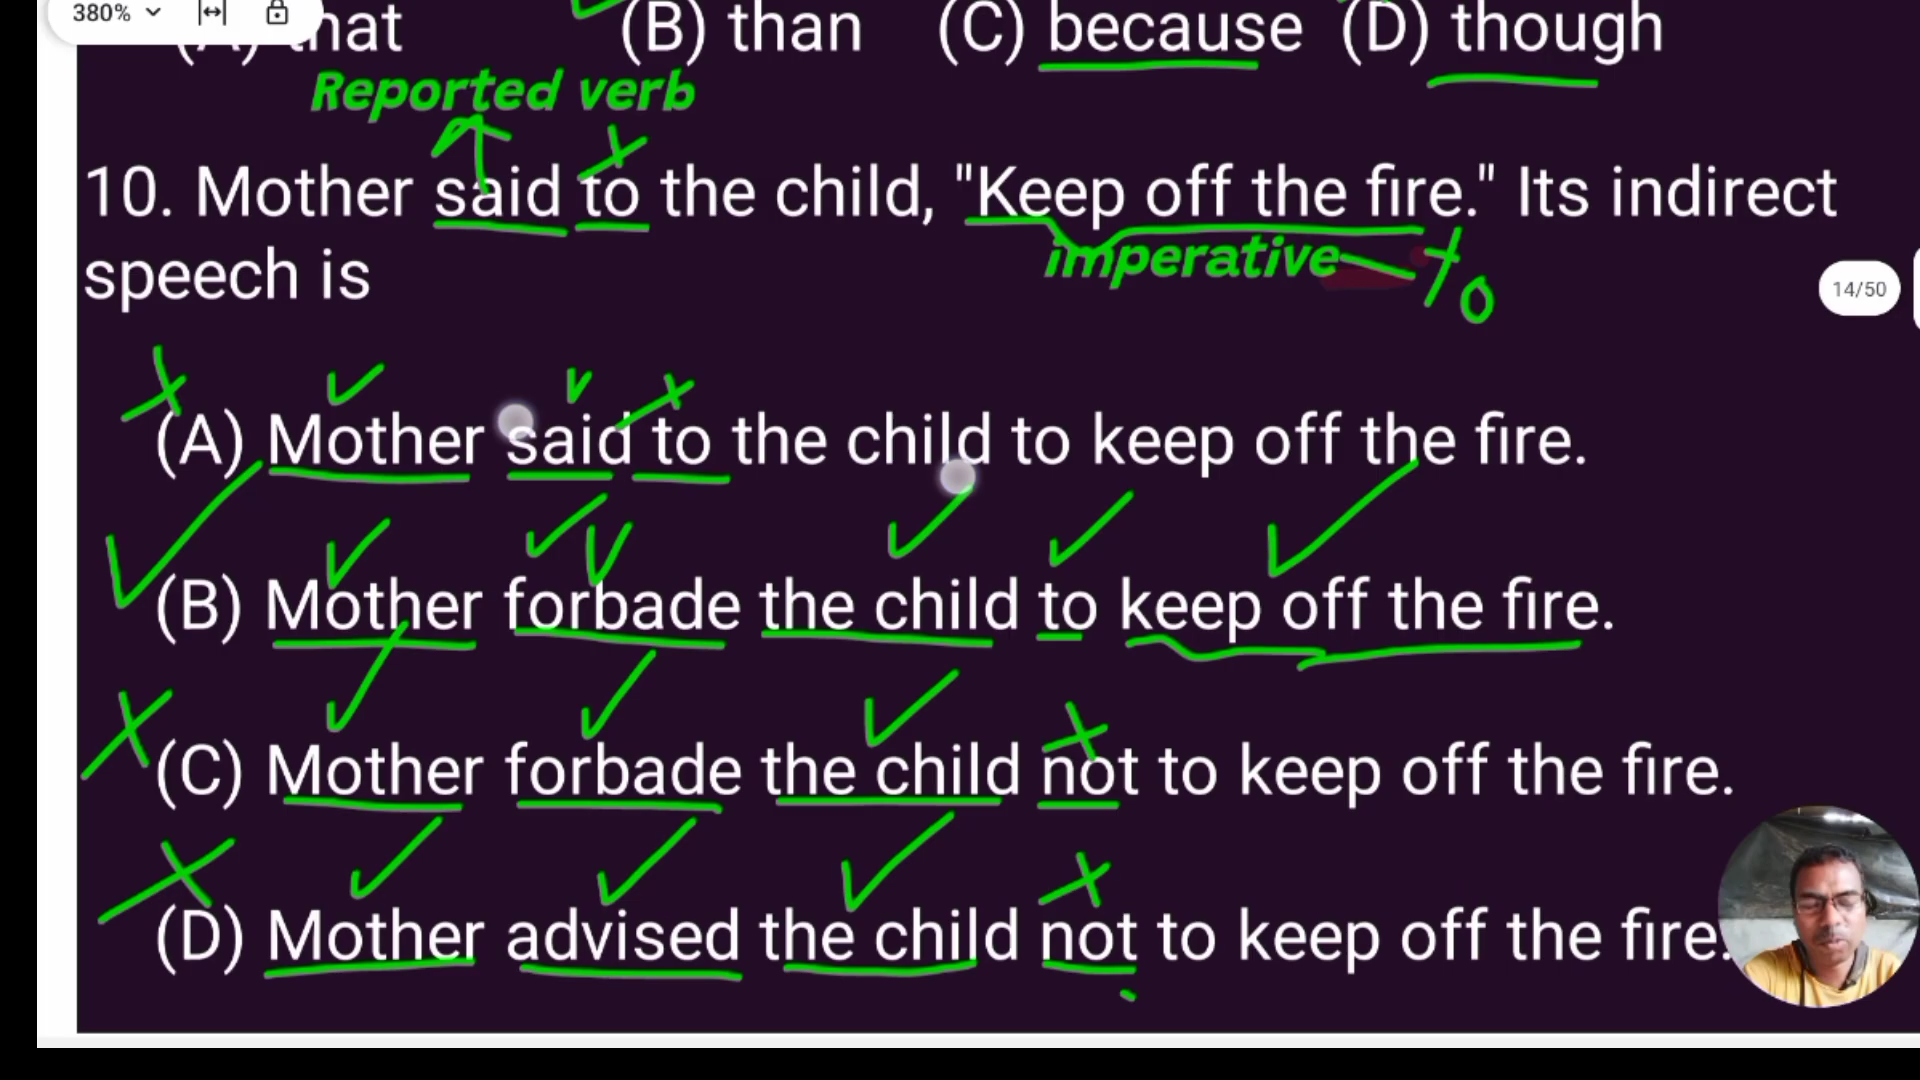 380%
(A) that (B) than (C) because (D) though
Reported verb
10. Mother said to the child, "Keep off the fire." Its indirect
speech is
imperative to
14/50
(A) Mother said to the child to keep off the fire.
(B) Mother forbade the child to keep off the fire.
(C) Mother forbade the child not to keep off the fire.
(D) Mother advised the child not to keep off the fire.